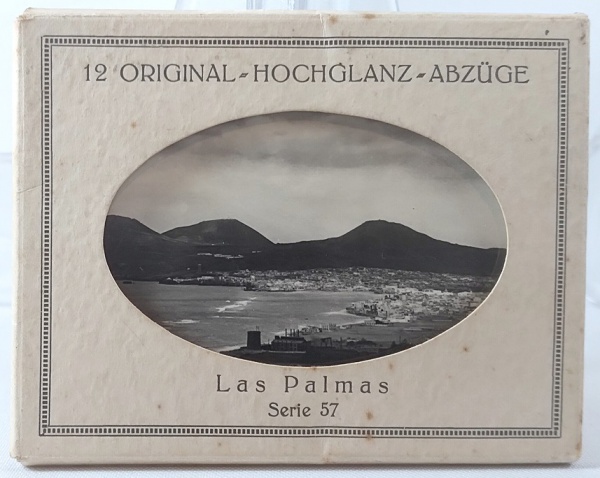 12 ORIGINAL-HOCHGLANZ-ABZÜGE
Las Palmas
Serie 57